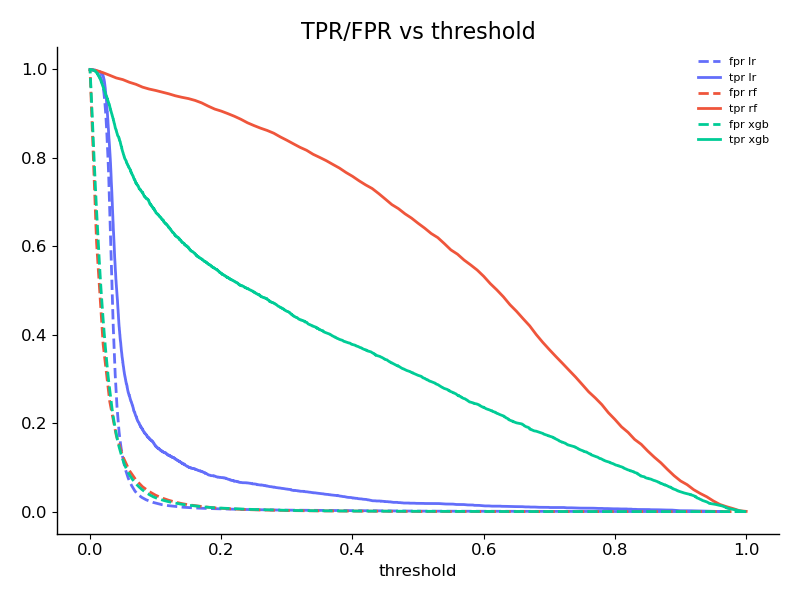 TPR/FPR vs threshold
fpr lr
tpr lr
fpr rf
tpr rf
fpr xgb
tpr xgb
1.0
0.8
0.6
0.4
0.2
0.0
0.0 0.2 0.4 0.6 0.8 1.0
threshold